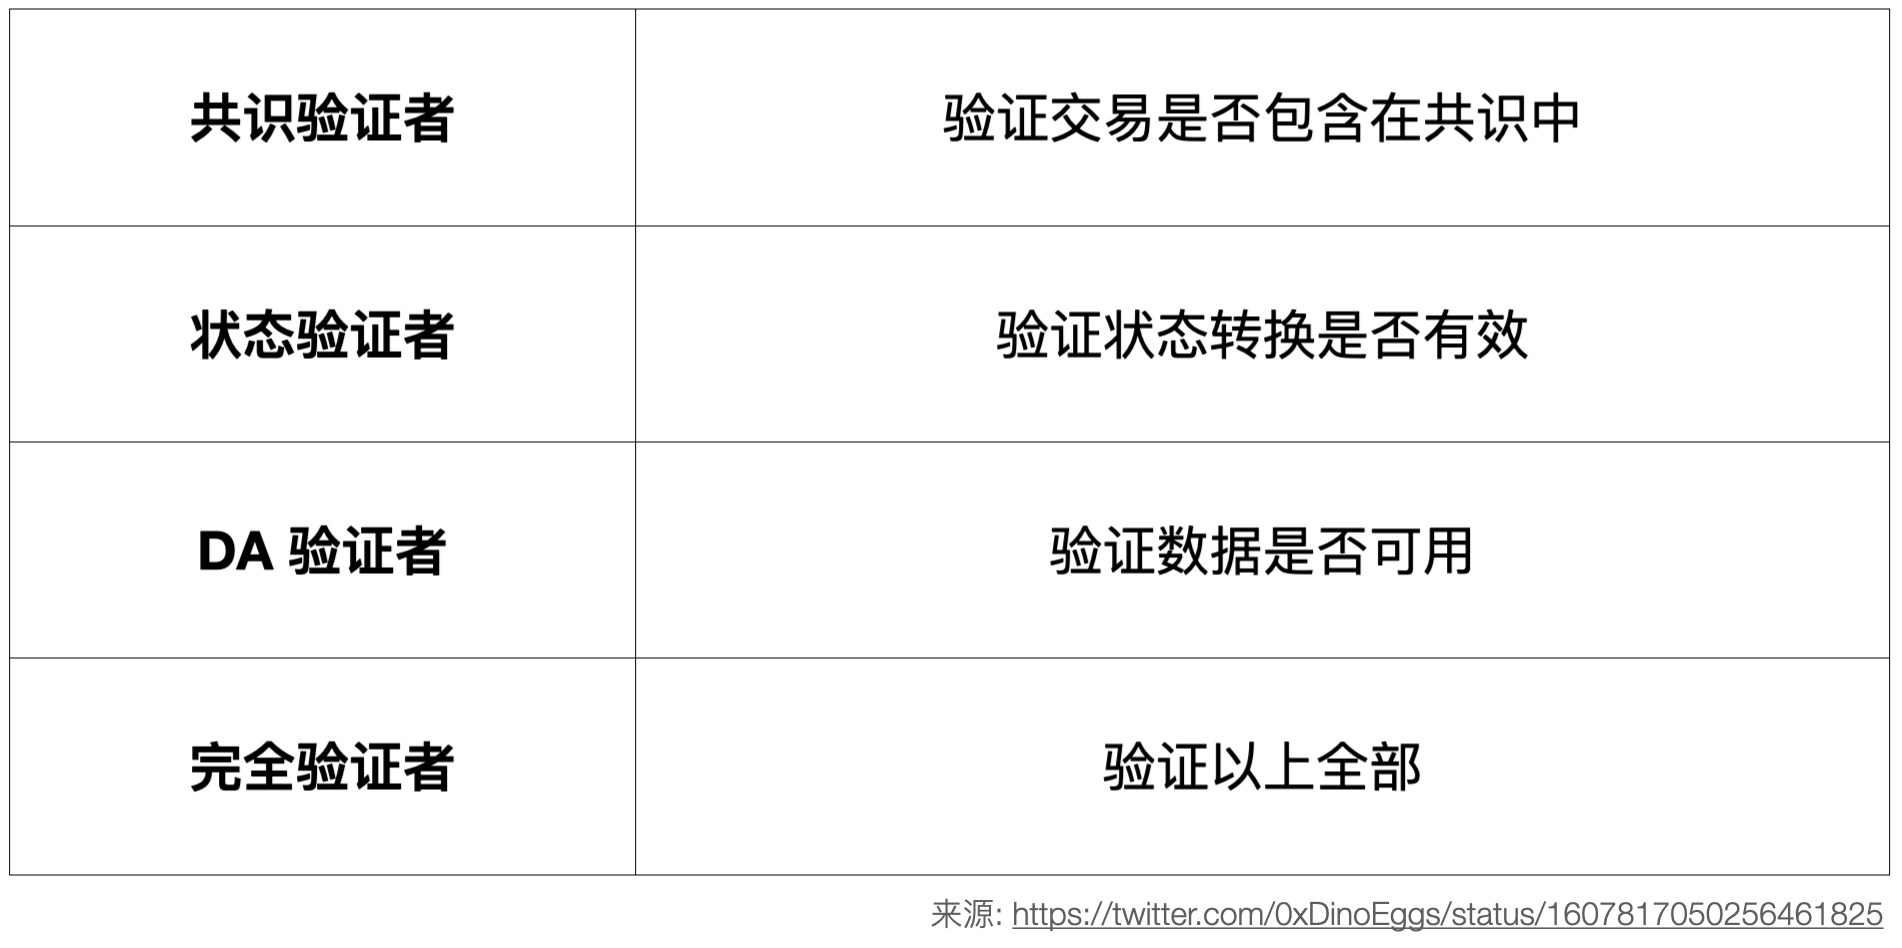 共识验证者 验证交易是否包含在共识中
状态验证者 验证状态转换是否有效
DA 验证者 验证数据是否可用
完全验证者 验证以上全部
来源: https://twitter.com/0xDinoEggs/status/1607817050256461825